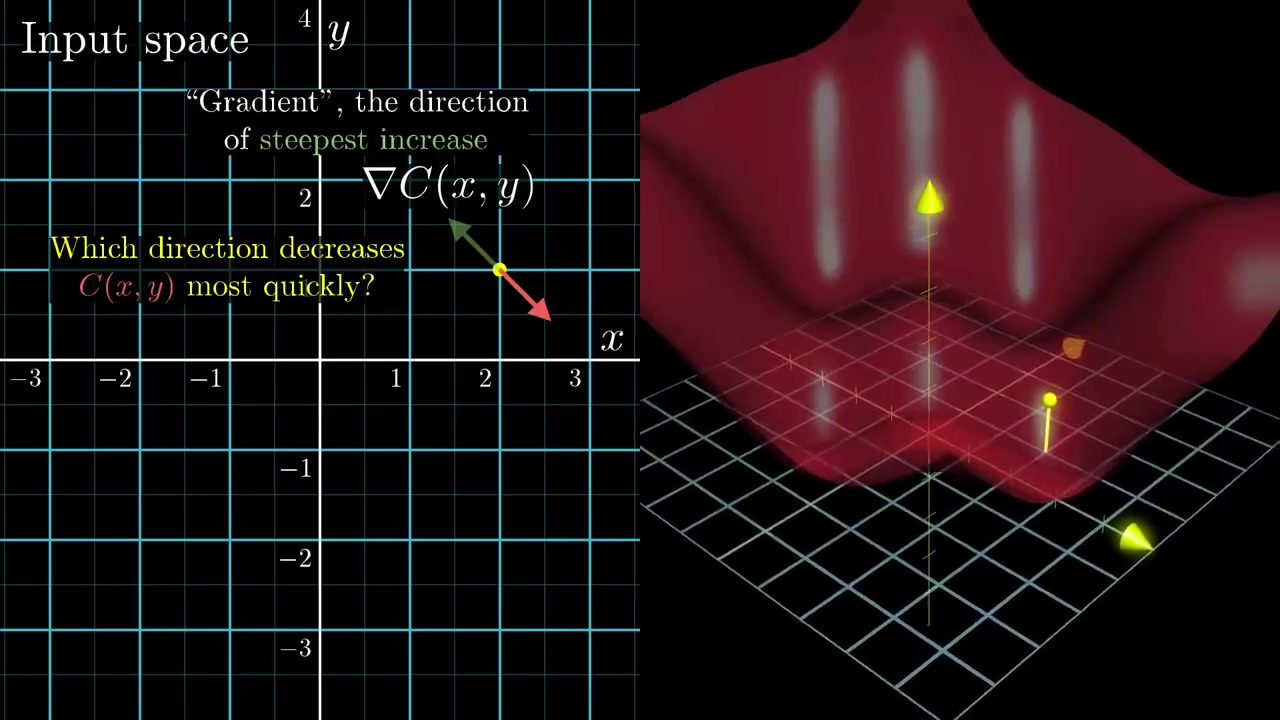 Input space
4
y
“Gradient”, the direction
of steepest increase
∇C(x, y)
2
Which direction decreases
C(x, y) most quickly?
x
−3 −2 −1 1 2 3
−1
−2
−3